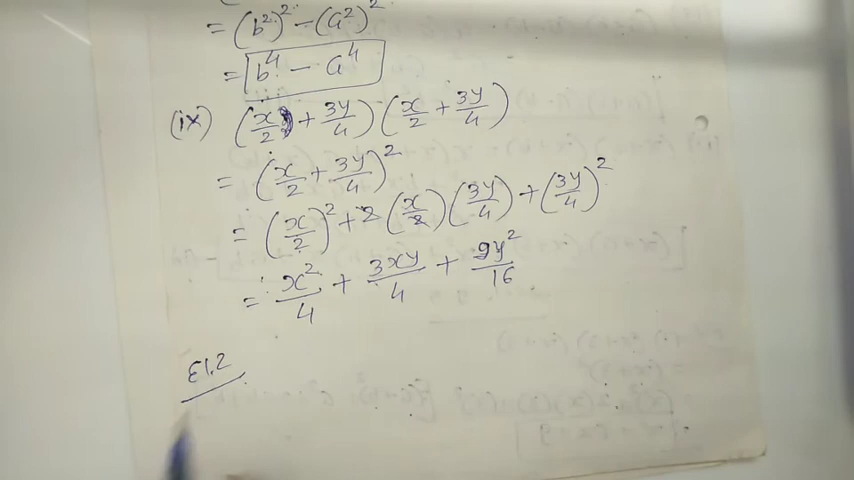 = (b²)² - (a²)²
= b⁴ - a⁴
(ix) (x/2 + 3y/4) (x/2 + 3y/4)
= (x/2 + 3y/4)²
= (x/2)² + 2 (x/2) (3y/4) + (3y/4)²
= x²/4 + 3xy/4 + 9y²/16
E1.2